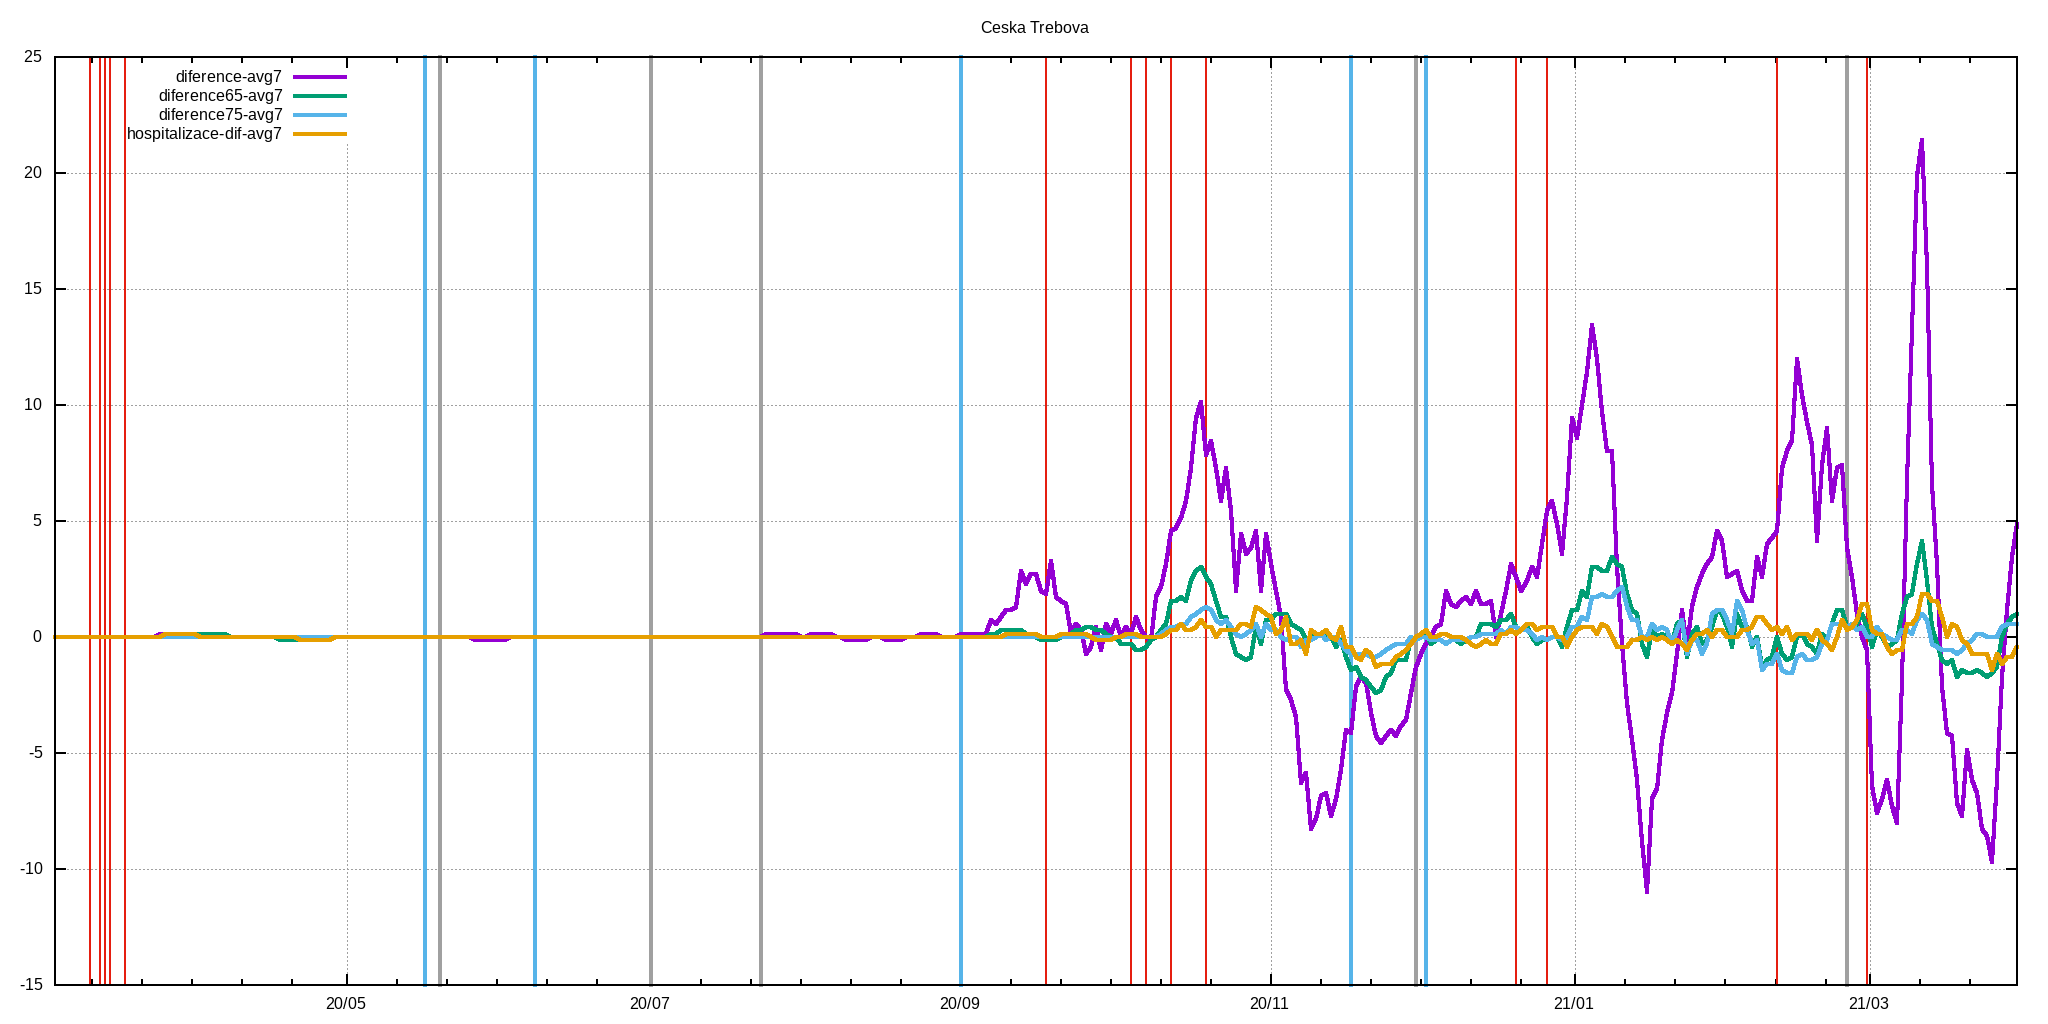 Ceska Trebova
25
diference-avg7
diference65-avg7
diference75-avg7
hospitalizace-dif-avg7
20
15
10
5
0
-5
-10
-15
20/05 20/07 20/09 20/11 21/01 21/03